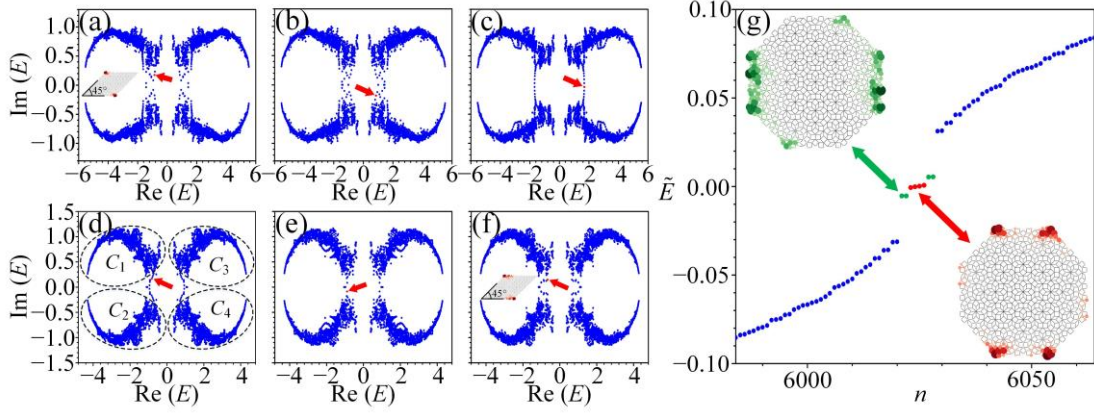 (a)
Im (E)
1.0
0.5
0.0
−0.5
−1.0
45°
6 −4 −2 0 2 4 6
Re (E)
(b)
6 −4 −2 0 2 4 6
Re (E)
(c)
6 −4 −2 0 2 4 6
Re (E)
(d)
Im (E)
1.5
1.0
0.5
0.0
−0.5
−1.0
−1.5
C1
C3
C2
C4
−4 −2 0 2 4
Re (E)
(e)
−4 −2 0 2 4
Re (E)
(f)
45°
−4 −2 0 2 4
Re (E)
(g)
Ẽ
0.10
0.05
0.00
−0.05
−0.10
6000
6050
n